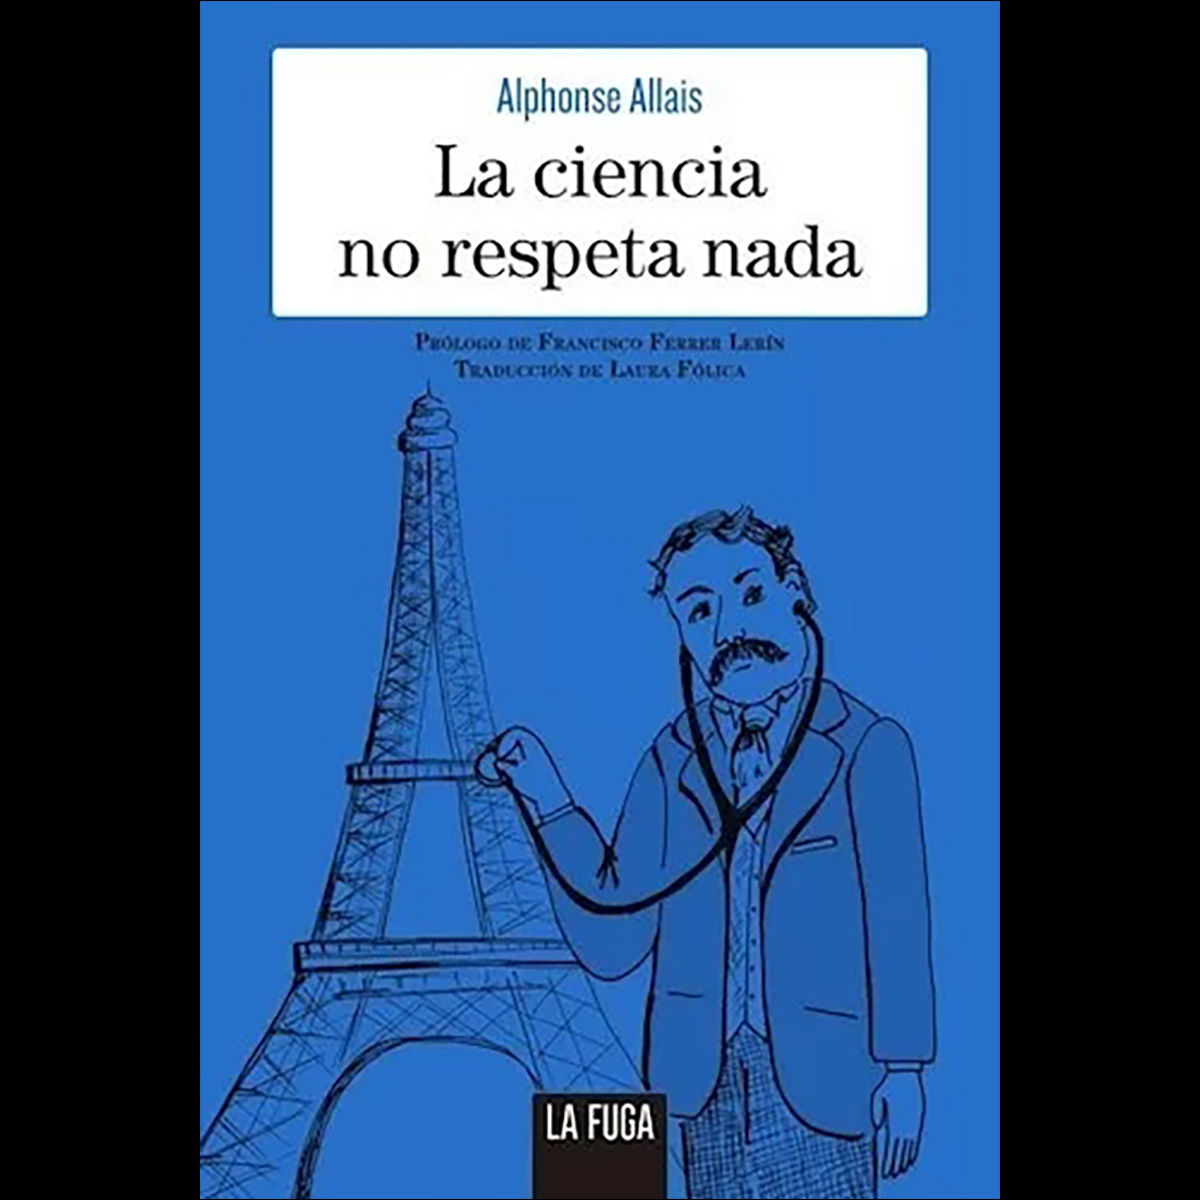 Alphonse Allais
La ciencia
no respeta nada
Prólogo de Francisco Ferrer Lerín
Traducción de Laura Fólica
LA FUGA